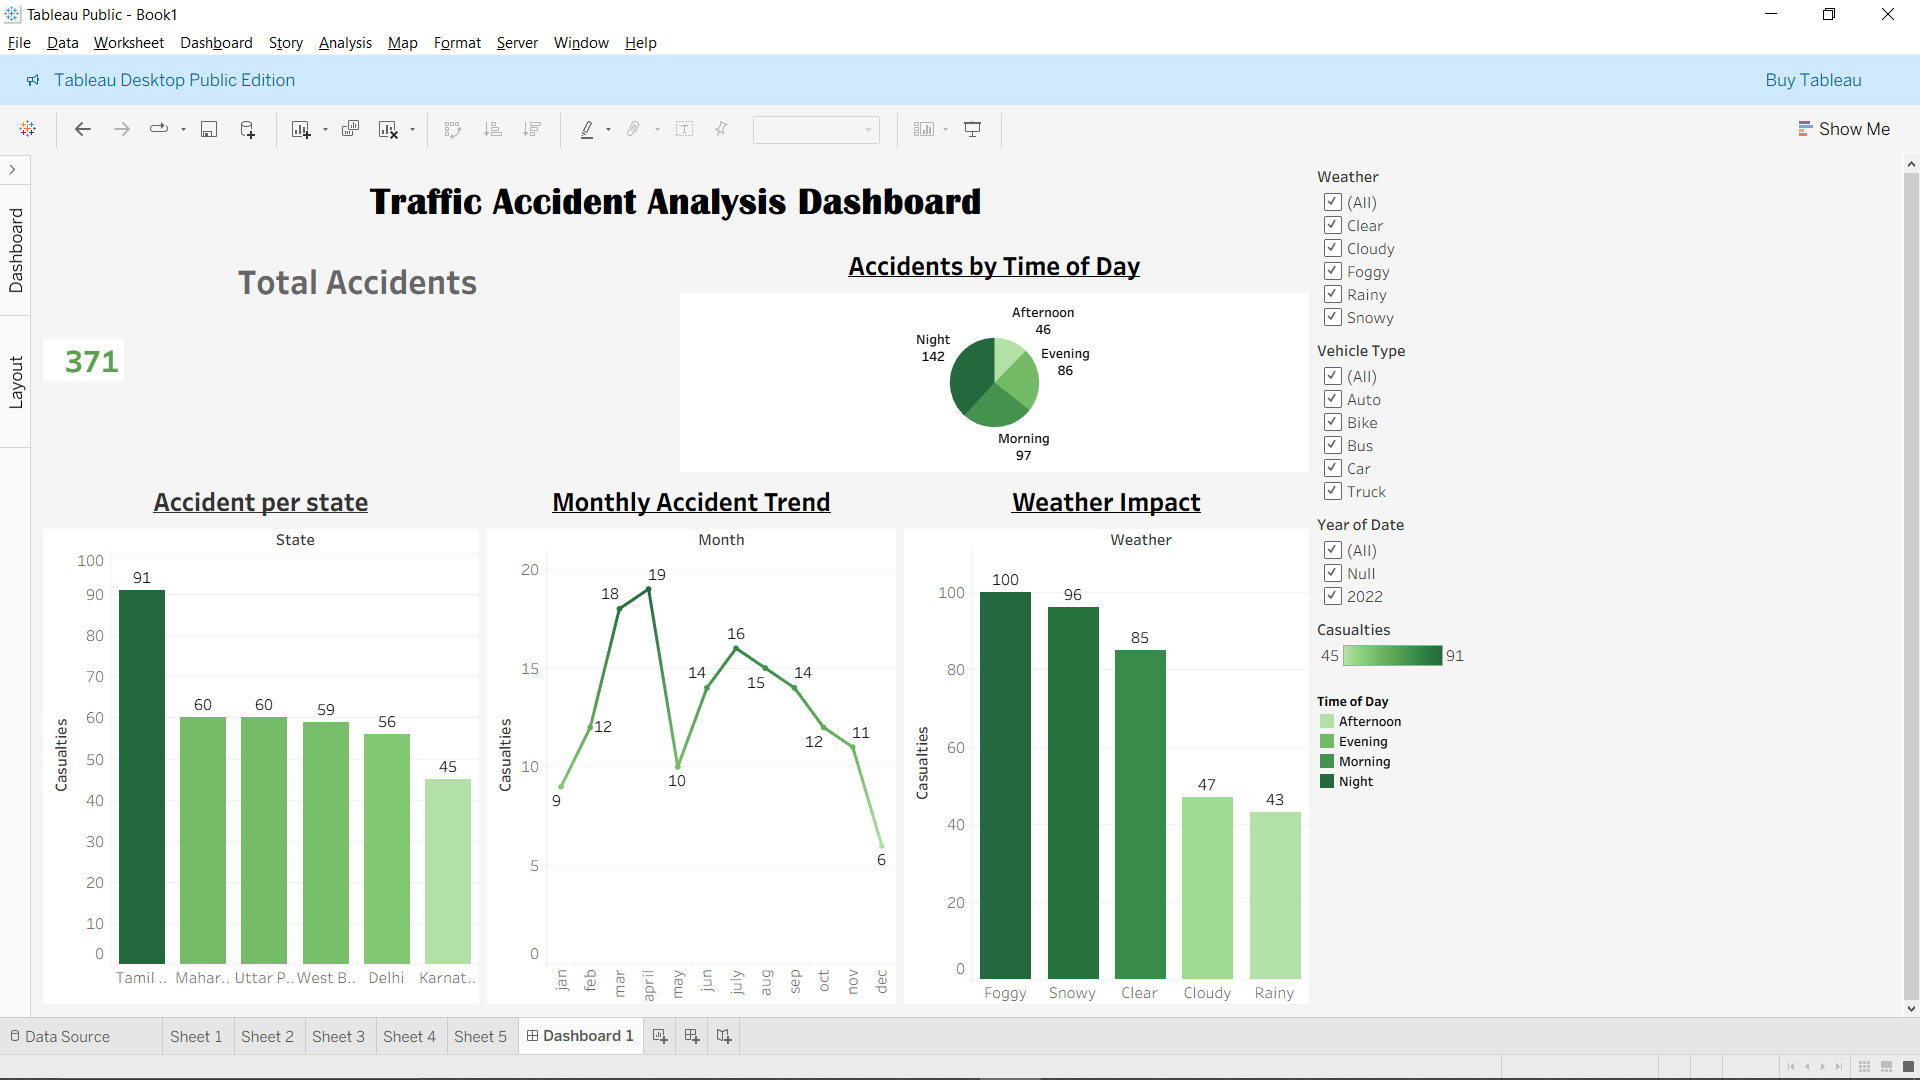 Tableau Public - Book1
File Data Worksheet Dashboard Story Analysis Map Format Server Window Help
Tableau Desktop Public Edition
Buy Tableau
Show Me
Dashboard
Layout
Traffic Accident Analysis Dashboard
Total Accidents
371
Accidents by Time of Day
Afternoon
46
Night
142
Evening
86
Morning
97
Accident per state
State
Casualties
100
90
80
70
60
50
40
30
20
10
0
91
60
60
59
56
45
Tamil .. Mahar.. Uttar P.. West B.. Delhi Karnat..
Monthly Accident Trend
Month
Casualties
20
15
10
5
0
9
12
18
19
10
14
16
15
14
12
11
6
jan feb mar april may jun july aug sep oct nov dec
Weather Impact
Weather
Casualties
100
80
60
40
20
0
100
96
85
47
43
Foggy Snowy Clear Cloudy Rainy
Weather
(All)
Clear
Cloudy
Foggy
Rainy
Snowy
Vehicle Type
(All)
Auto
Bike
Bus
Car
Truck
Year of Date
(All)
Null
2022
Casualties
45 91
Time of Day
Afternoon
Evening
Morning
Night
Data Source Sheet 1 Sheet 2 Sheet 3 Sheet 4 Sheet 5 Dashboard 1